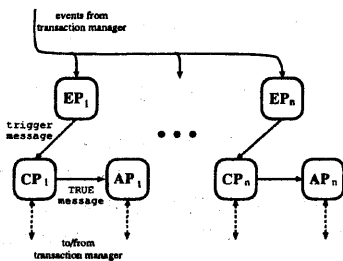 events from
transaction manager
EP1
EPn
trigger
message
CP1
AP1
CPn
APn
TRUE
message
to/from
transaction manager